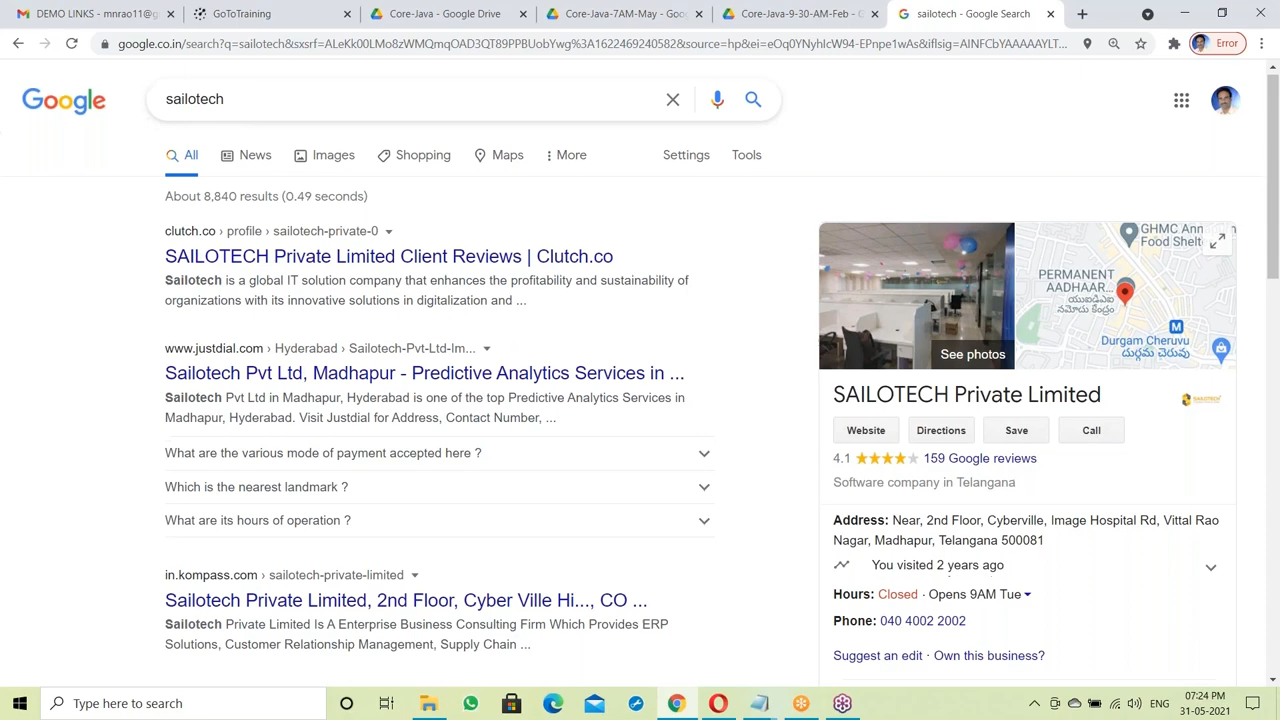 MDEMO LINKS - mnrao11@g
GoToTraining
Core-Java - Google Drive
Core-Java-7AM-May - Goo
Core-Java-9-30-AM-Feb - G
sailotech - Google Search
google.co.in/search?q=sailotech&sxsrf=ALeKk00LMo8zWMQmqOAD3QTB9PBUobYwg%3A1622469240582&source=hp&ei=eOq0YNyhIcW94-EPnpe1wAs&iflsig=AINFCbYAAAAAYLT...
Error
Google
sailotech
All
News
Images
Shopping
Maps
More
Settings
Tools
About 8,840 results (0.49 seconds)
clutch.co › profile › sailotech-private-0
SAILOTECH Private Limited Client Reviews | Clutch.co
Sailotech is a global IT solution company that enhances the profitability and sustainability of
organizations with its innovative solutions in digitalization and ...
www.justdial.com › Hyderabad › Sailotech-Pvt-Ltd-Im...
Sailotech Pvt Ltd, Madhapur - Predictive Analytics Services in ...
Sailotech Pvt Ltd in Madhapur, Hyderabad is one of the top Predictive Analytics Services in
Madhapur, Hyderabad. Visit Justdial for Address, Contact Number, ...
What are the various mode of payment accepted here ?
Which is the nearest landmark ?
What are its hours of operation ?
in.kompass.com › sailotech-private-limited
Sailotech Private Limited, 2nd Floor, Cyber Ville Hi..., CO ...
Sailotech Private Limited Is A Enterprise Business Consulting Firm Which Provides ERP
Solutions, Customer Relationship Management, Supply Chain ...
See photos
GHMC Ann
Food Shelt
PERMANENT
AADHAAR...
యుఐడిఎఐ
నమోదు కేంద్రం
M
Durgam Cheruvu
దుర్గం చెరువు
SAILOTECH Private Limited
SAILOTECH
Website
Directions
Save
Call
4.1 159 Google reviews
Software company in Telangana
Address: Near, 2nd Floor, Cyberville, Image Hospital Rd, Vittal Rao
Nagar, Madhapur, Telangana 500081
You visited 2 years ago
Hours: Closed · Opens 9AM Tue
Phone: 040 4002 2002
Suggest an edit · Own this business?
Type here to search
ENG
07:24 PM
31-05-2021